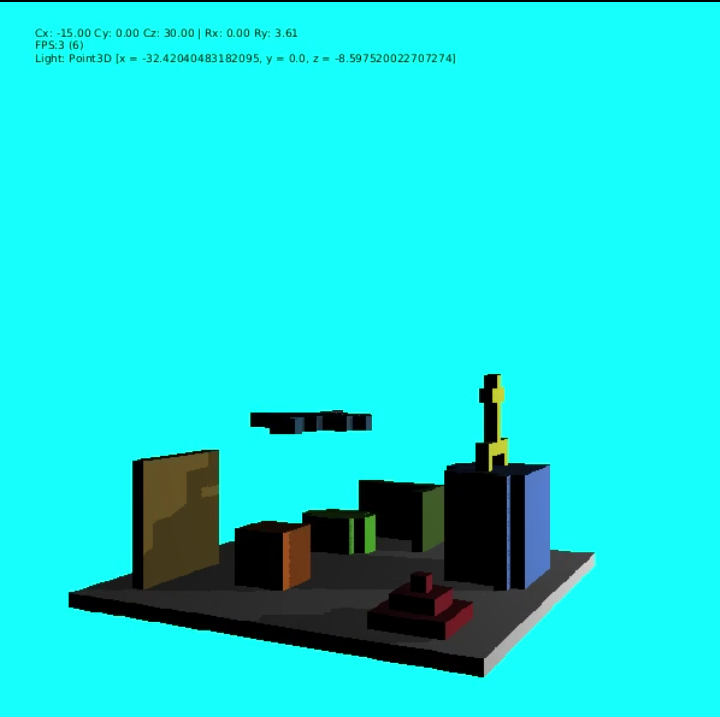 Cx: -15.00 Cy: 0.00 Cz: 30.00 | Rx: 0.00 Ry: 3.61
FPS:3 (6)
Light: Point3D [x = -32.42040483182095, y = 0.0, z = -8.597520022707274]